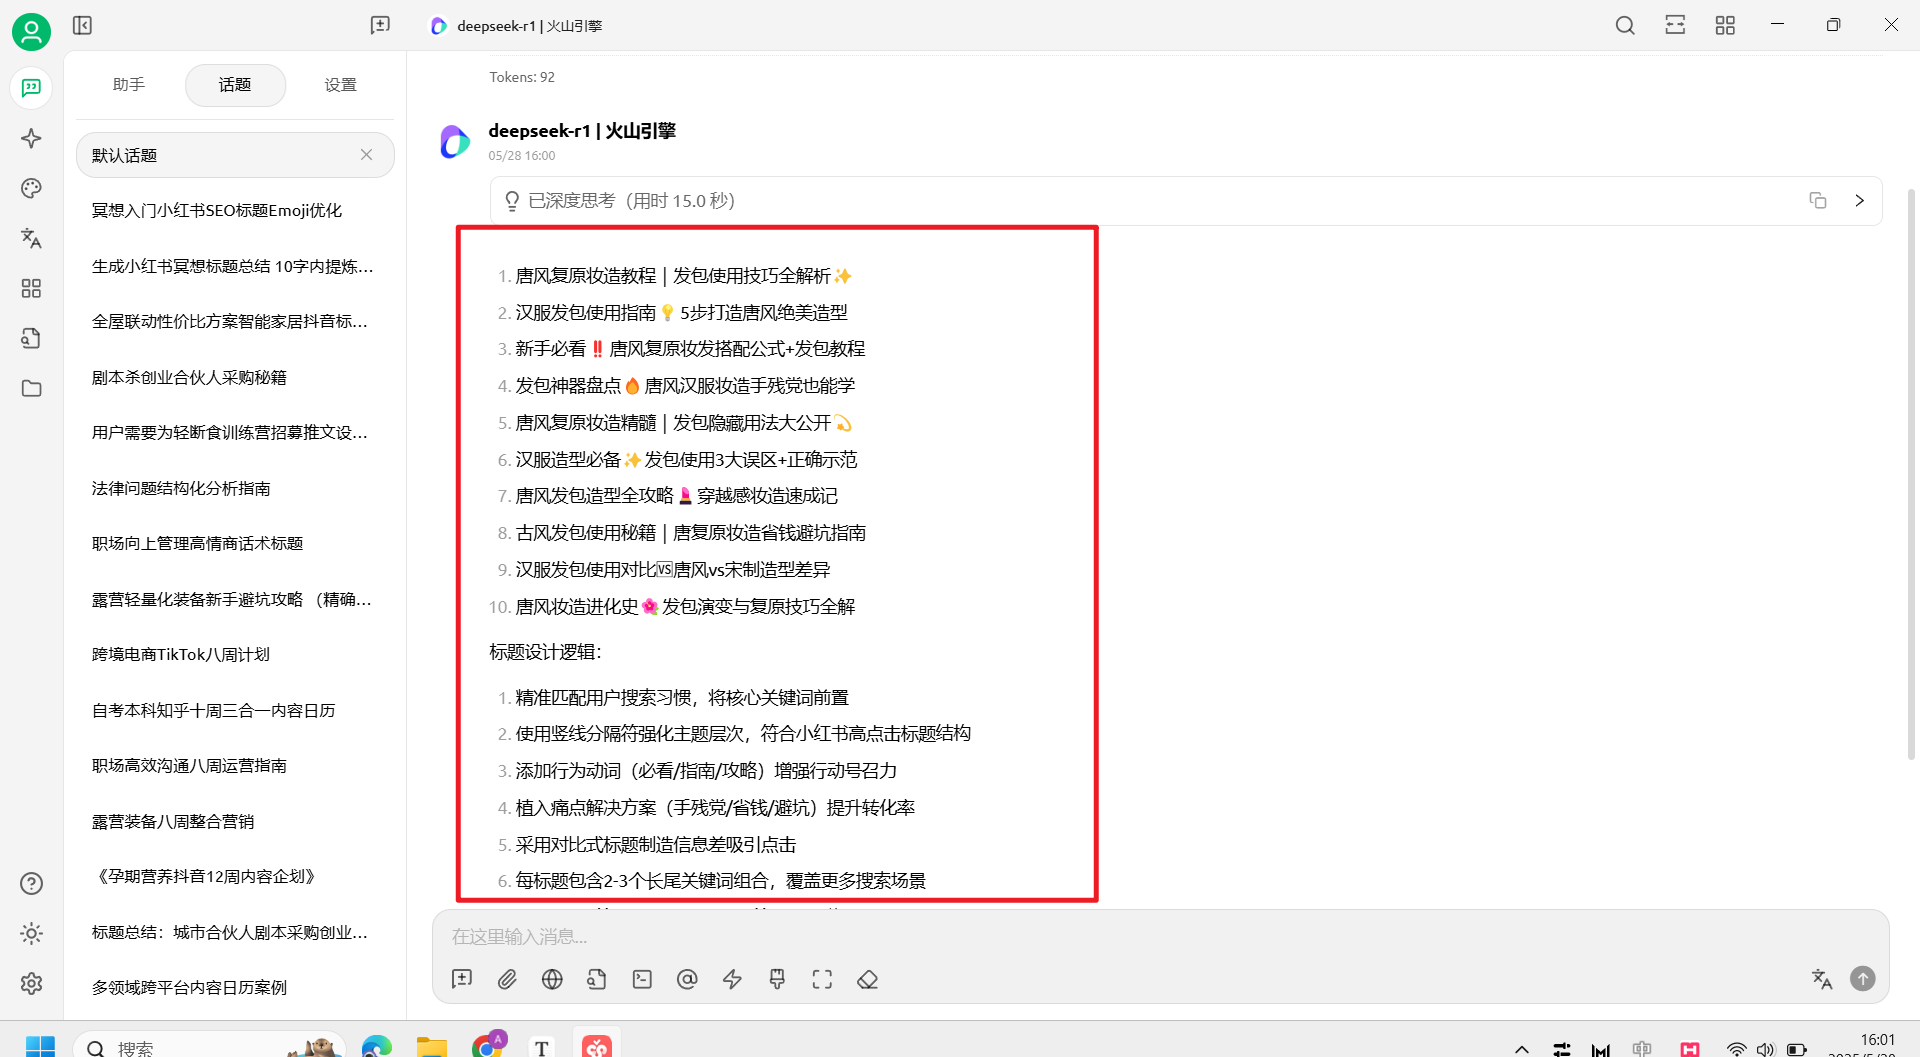 deepseek-r1 | 火山引擎
助手
话题
设置
默认话题
冥想入门小红书SEO标题Emoji优化
生成小红书冥想标题总结 10字内提炼...
全屋联动性价比方案智能家居抖音标...
剧本杀创业合伙人采购秘籍
用户需要为轻断食训练营招募推文设...
法律问题结构化分析指南
职场向上管理高情商话术标题
露营轻量化装备新手避坑攻略 （精确...
跨境电商TikTok八周计划
自考本科知乎十周三合一内容日历
职场高效沟通八周运营指南
露营装备八周整合营销
《孕期营养抖音12周内容企划》
标题总结：城市合伙人剧本采购创业...
多领域跨平台内容日历案例
Tokens: 92
deepseek-r1 | 火山引擎
05/28 16:00
已深度思考（用时 15.0 秒）
1. 唐风复原妆造教程｜发包使用技巧全解析✨
2. 汉服发包使用指南💡5步打造唐风绝美造型
3. 新手必看‼️唐风复原妆发搭配公式+发包教程
4. 发包神器盘点🔥唐风汉服妆造手残党也能学
5. 唐风复原妆造精髓｜发包隐藏用法大公开💫
6. 汉服造型必备✨发包使用3大误区+正确示范
7. 唐风发包造型全攻略💄穿越感妆造速成记
8. 古风发包使用秘籍｜唐复原妆造省钱避坑指南
9. 汉服发包使用对比🆚唐风vs宋制造型差异
10. 唐风妆造进化史🌺发包演变与复原技巧全解
标题设计逻辑：
1. 精准匹配用户搜索习惯，将核心关键词前置
2. 使用竖线分隔符强化主题层次，符合小红书高点击标题结构
3. 添加行为动词（必看/指南/攻略）增强行动号召力
4. 植入痛点解决方案（手残党/省钱/避坑）提升转化率
5. 采用对比式标题制造信息差吸引点击
6. 每标题包含2-3个长尾关键词组合，覆盖更多搜索场景
在这里输入消息...
搜索
A
T
中
16:01